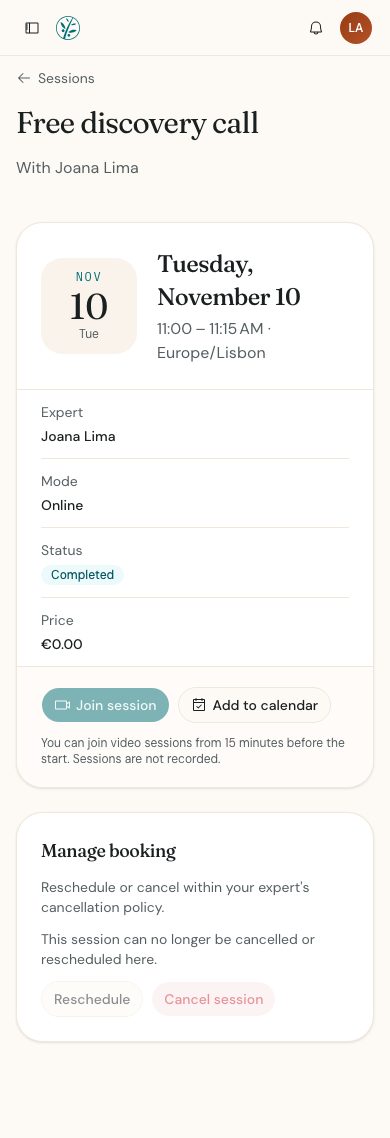 LA
Sessions
Free discovery call
With Joana Lima
NOV
10
Tue
Tuesday,
November 10
11:00 – 11:15 AM ·
Europe/Lisbon
Expert
Joana Lima
Mode
Online
Status
Completed
Price
€0.00
Join session
Add to calendar
You can join video sessions from 15 minutes before the
start. Sessions are not recorded.
Manage booking
Reschedule or cancel within your expert's
cancellation policy.
This session can no longer be cancelled or
rescheduled here.
Reschedule
Cancel session